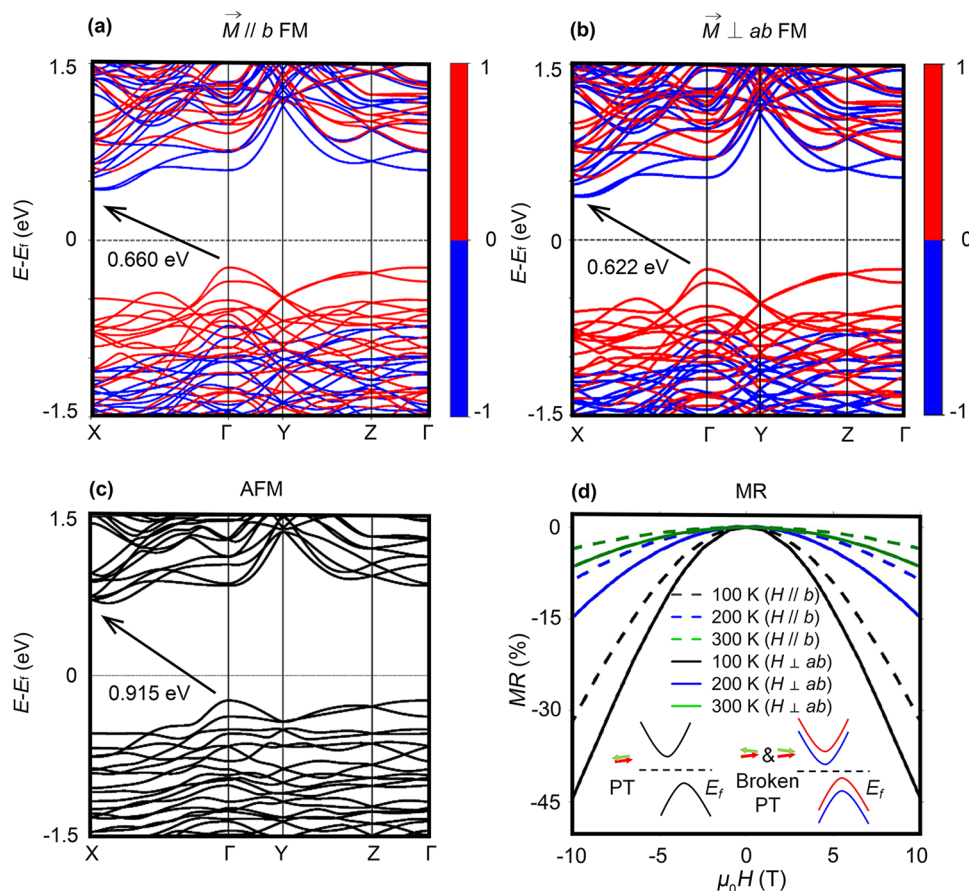 (a) M // b FM
1.5
0
-1.5
E-Ef (eV)
0.660 eV
X Γ Y Z Γ
1
0
-1
(b) M ⊥ ab FM
1.5
0
-1.5
E-Ef (eV)
0.622 eV
X Γ Y Z Γ
1
0
-1
(c) AFM
1.5
0
-1.5
E-Ef (eV)
0.915 eV
X Γ Y Z Γ
(d) MR
0
-15
-30
-45
MR (%)
100 K (H // b)
200 K (H // b)
300 K (H // b)
100 K (H ⊥ ab)
200 K (H ⊥ ab)
300 K (H ⊥ ab)
PT
&
Broken
PT
Ef
Ef
-10 -5 0 5 10
μ0H (T)